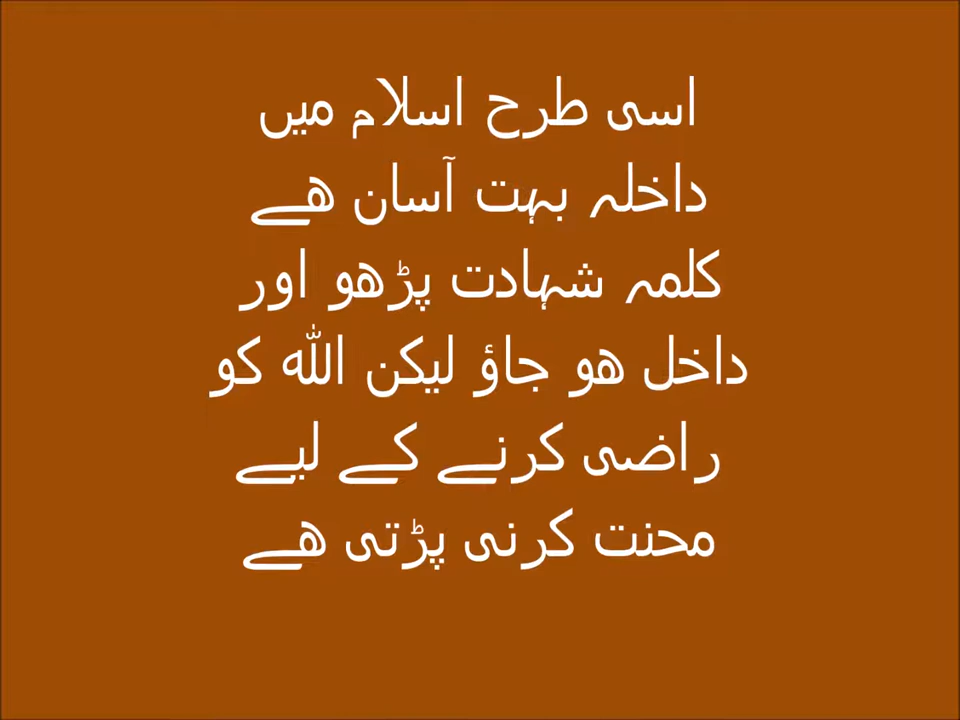 اسی طرح اسلام میں
داخلہ بہت آسان ھے
کلمہ شہادت پڑھو اور
داخل ھو جاؤ لیکن اللہ کو
راضی کرنے کے لیے
محنت کرنی پڑتی ھے